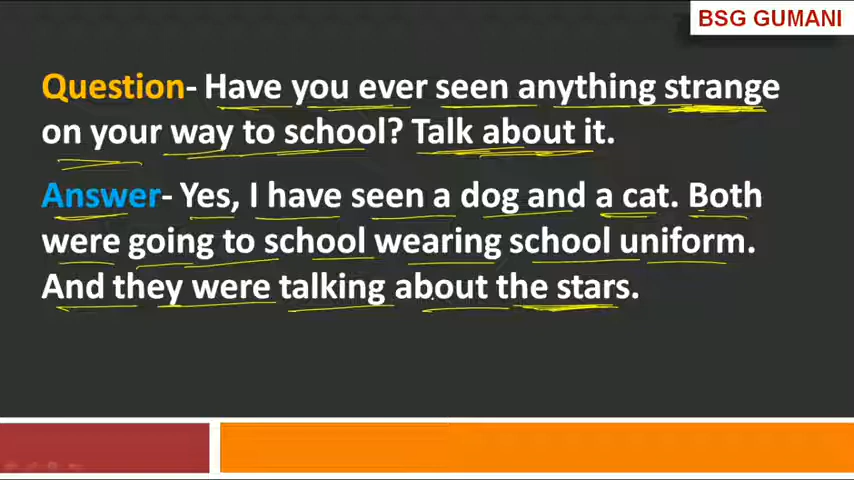 BSG GUMANI
Question- Have you ever seen anything strange
on your way to school? Talk about it.
Answer- Yes, I have seen a dog and a cat. Both
were going to school wearing school uniform.
And they were talking about the stars.